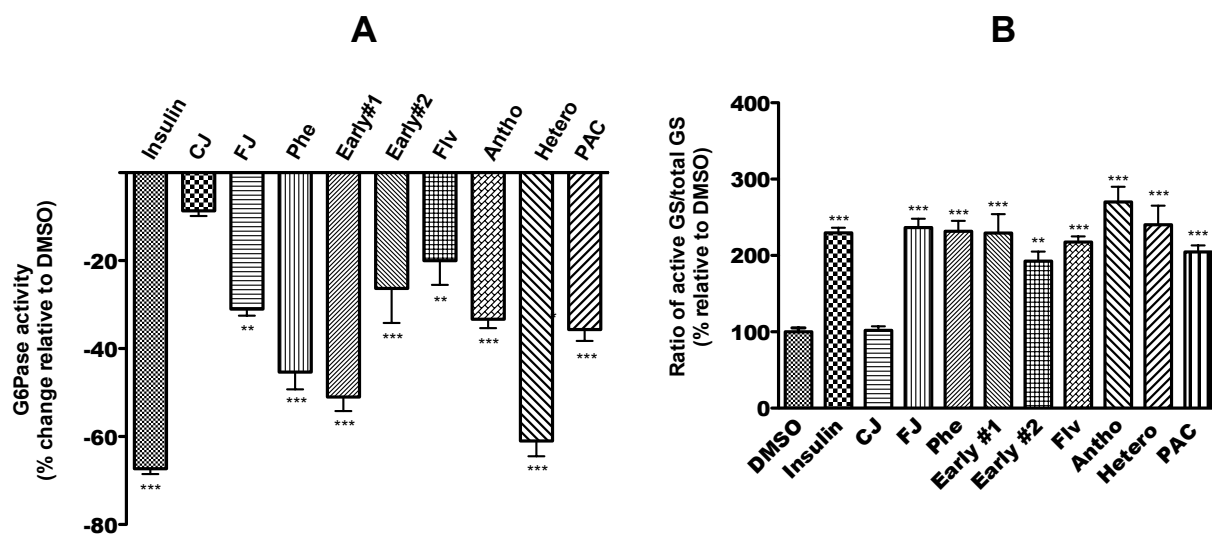 A
Insulin
CJ
FJ
Phe
Early#1
Early#2
Flv
Antho
Hetero
PAC
-20
-40
-60
-80
G6Pase activity
(% change relative to DMSO)
***
**
***
***
***
**
***
*
***
***
B
400
300
200
100
0
Ratio of active GS/total GS
(% relative to DMSO)
***
***
***
***
**
***
***
***
***
DMSO
Insulin
CJ
FJ
Phe
Early #1
Early #2
Flv
Antho
Hetero
PAC